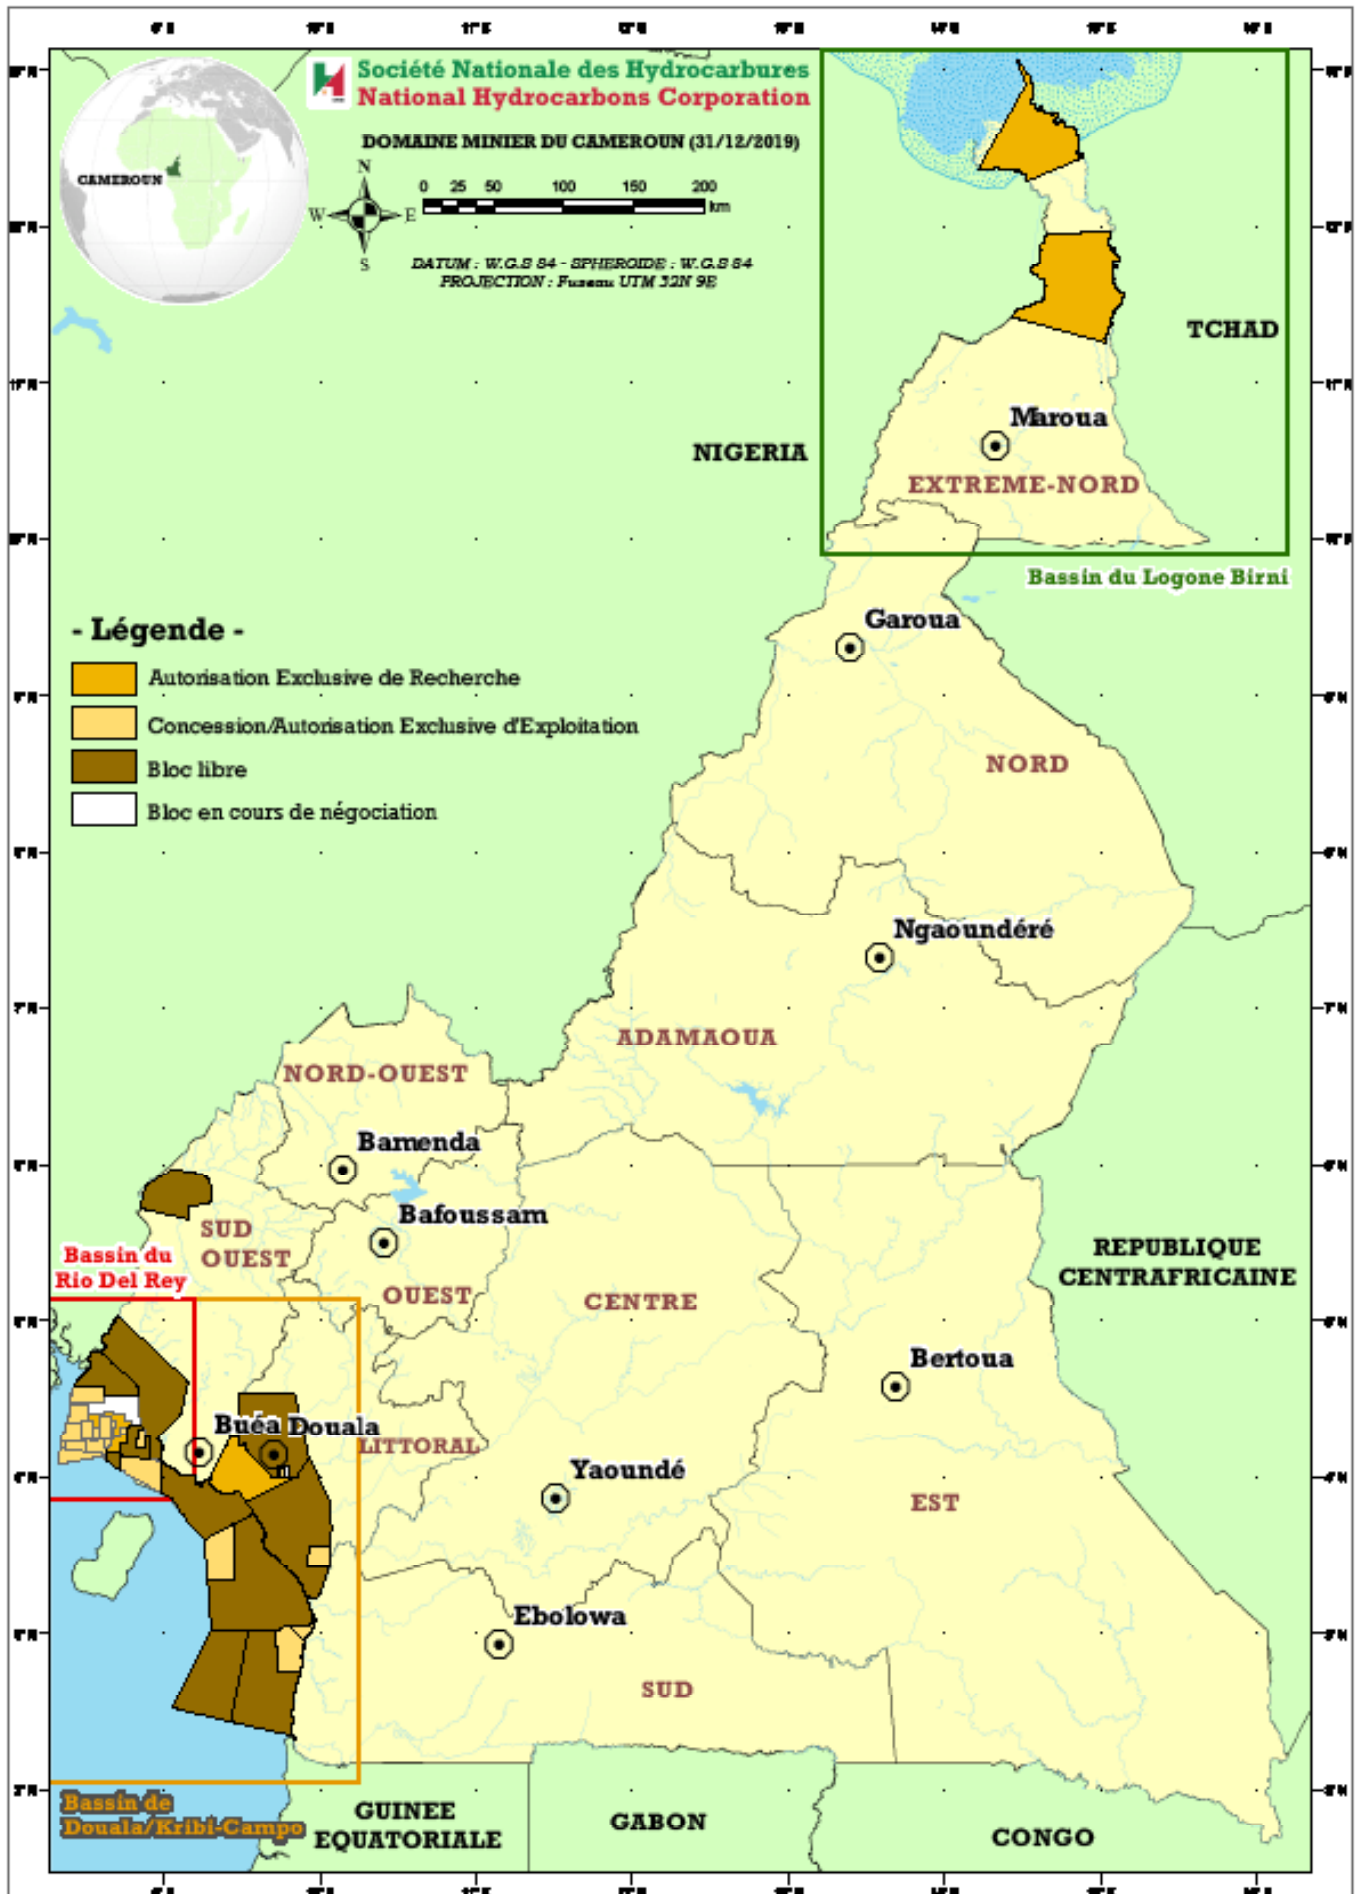 Société Nationale des Hydrocarbures
National Hydrocarbons Corporation
DOMAINE MINIER DU CAMEROUN (31/12/2019)
CAMEROUN
N
W E
S
0 25 50 100 150 200
km
DATUM : W.G.S 84 - SPHEROIDE : W.G.S 84
PROJECTION : Fuseau UTM 32N 9E
TCHAD
NIGERIA
Maroua
EXTREME-NORD
Bassin du Logone Birni
Garoua
- Légende -
Autorisation Exclusive de Recherche
Concession/Autorisation Exclusive d'Exploitation
Bloc libre
Bloc en cours de négociation
NORD
Ngaoundéré
ADAMAOUA
NORD-OUEST
Bamenda
Bafoussam
SUD
OUEST
Bassin du
Rio Del Rey
OUEST
CENTRE
REPUBLIQUE
CENTRAFRICAINE
Bertoua
Buéa
Douala
LITTORAL
Yaoundé
EST
Ebolowa
SUD
Bassin de
Douala/Kribi-Campo
GUINEE
EQUATORIALE
GABON
CONGO